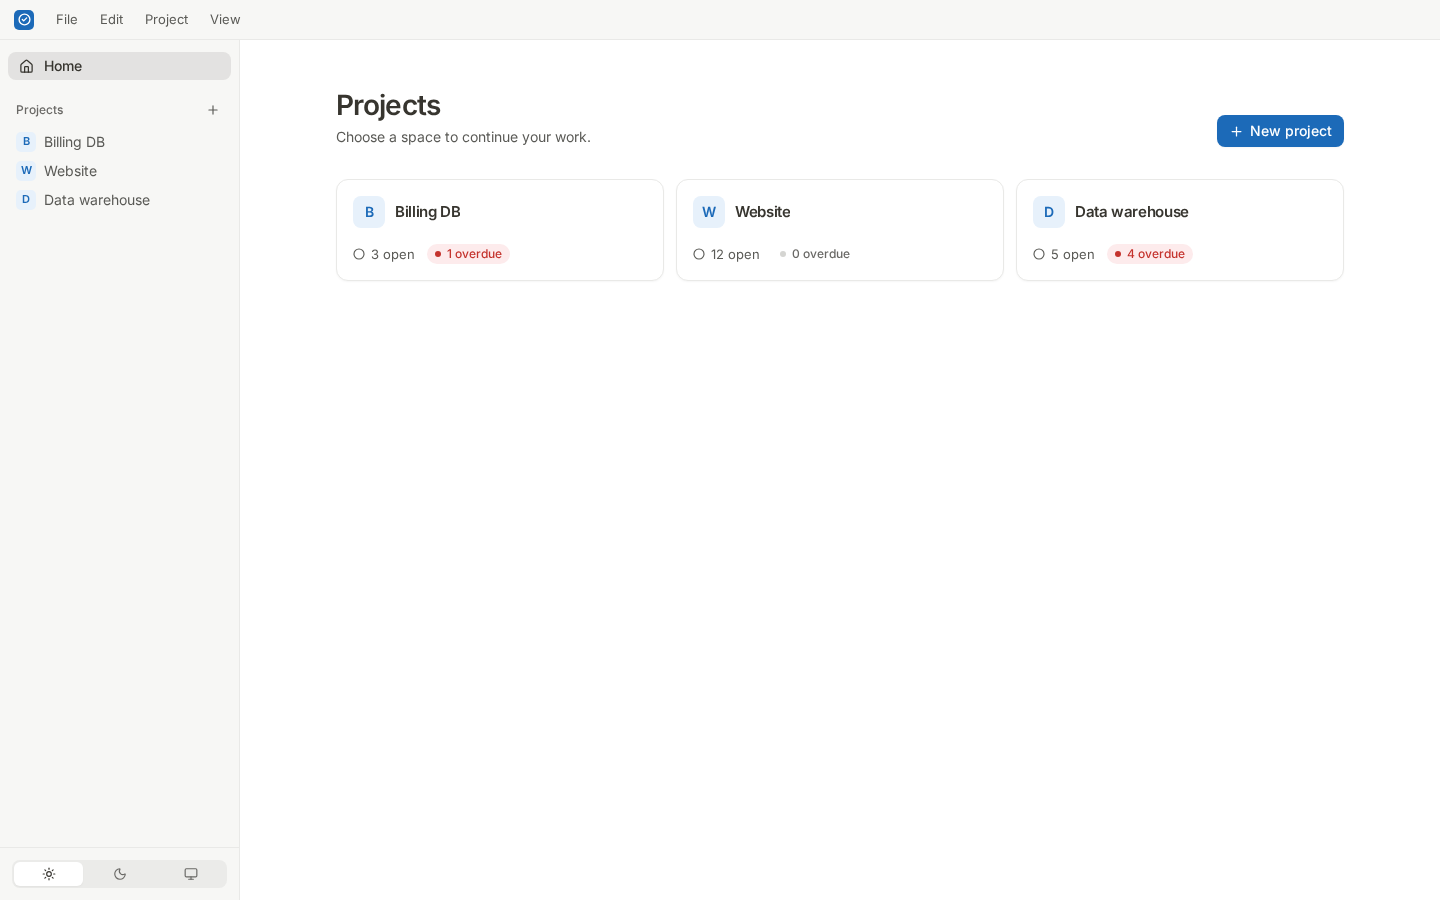 File Edit Project View
Home
Projects
B Billing DB
W Website
D Data warehouse
Projects
Choose a space to continue your work.
New project
B Billing DB
3 open 1 overdue
W Website
12 open 0 overdue
D Data warehouse
5 open 4 overdue